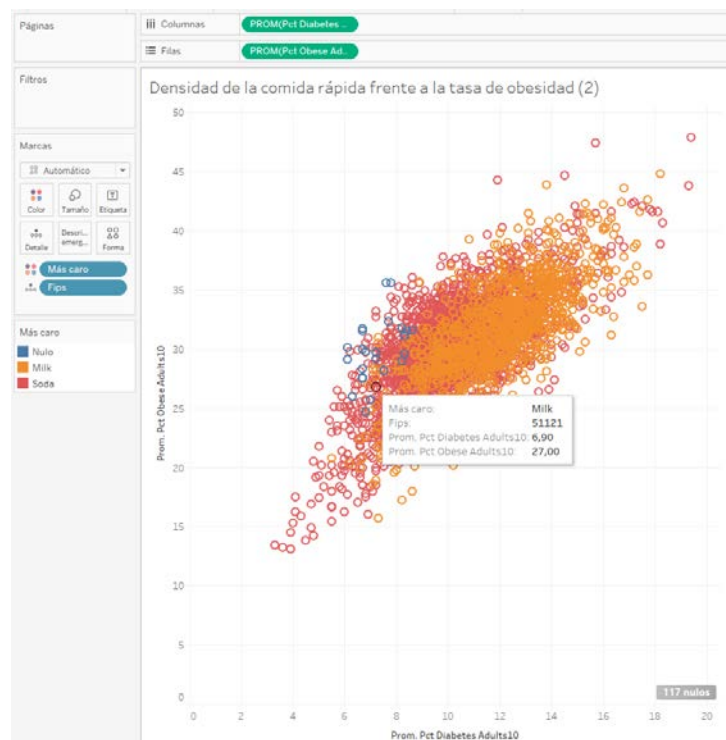 Páginas
Columnas
PROM(Pct Diabetes ..
Filas
PROM(Pct Obese Ad..
Filtros
Densidad de la comida rápida frente a la tasa de obesidad (2)
Marcas
Automático
Color
Tamaño
Etiqueta
Detalle
Descri...
emerg...
Forma
Más caro
Fips
Más caro
Nulo
Milk
Soda
Prom. Pct Obese Adults10
50
45
40
35
30
25
20
15
10
5
0
Más caro: Milk
Fips: 51121
Prom. Pct Diabetes Adults10: 6,90
Prom. Pct Obese Adults10: 27,00
117 nulos
0 2 4 6 8 10 12 14 16 18 20
Prom. Pct Diabetes Adults10